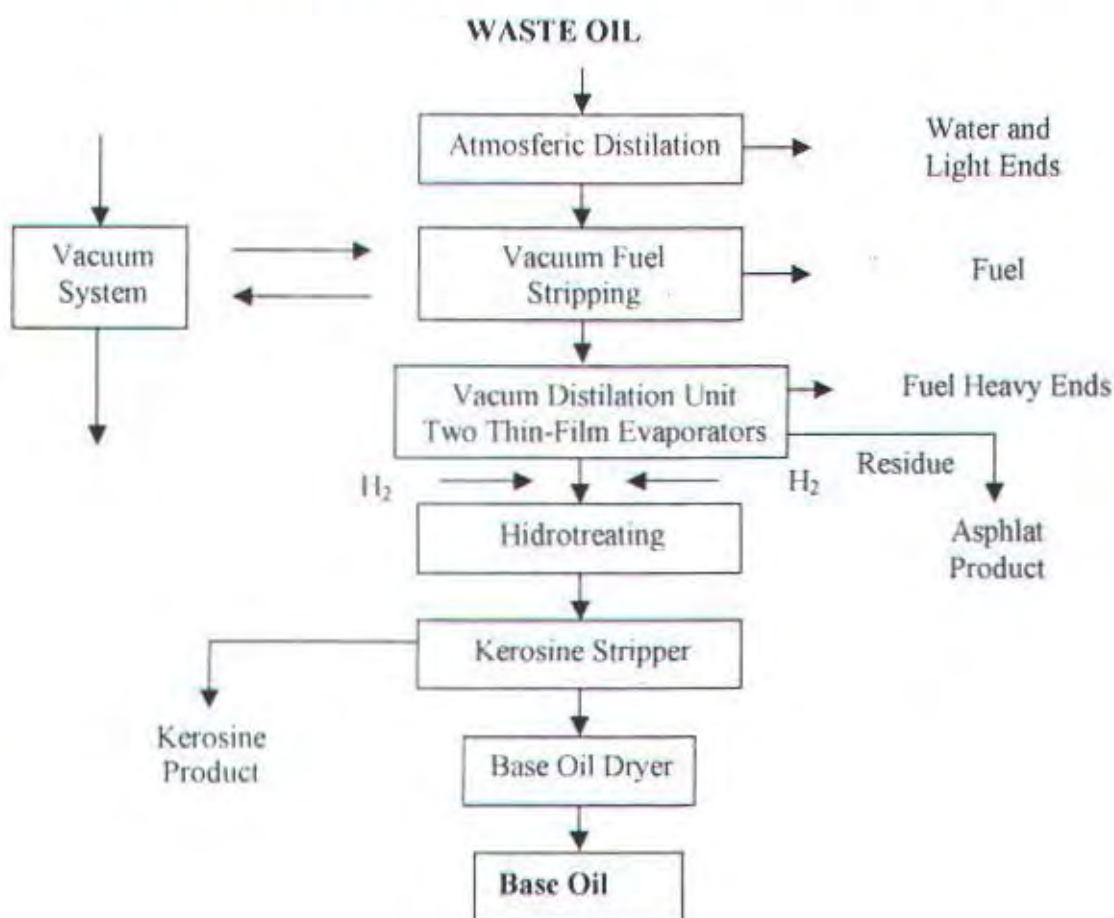 WASTE OIL
Atmosferic Distilation
Water and
Light Ends
Vacuum
System
Vacuum Fuel
Stripping
Fuel
Vacum Distilation Unit
Two Thin-Film Evaporators
Fuel Heavy Ends
Residue
H₂
H₂
Hidrotreating
Asphlat
Product
Kerosine Stripper
Kerosine
Product
Base Oil Dryer
Base Oil